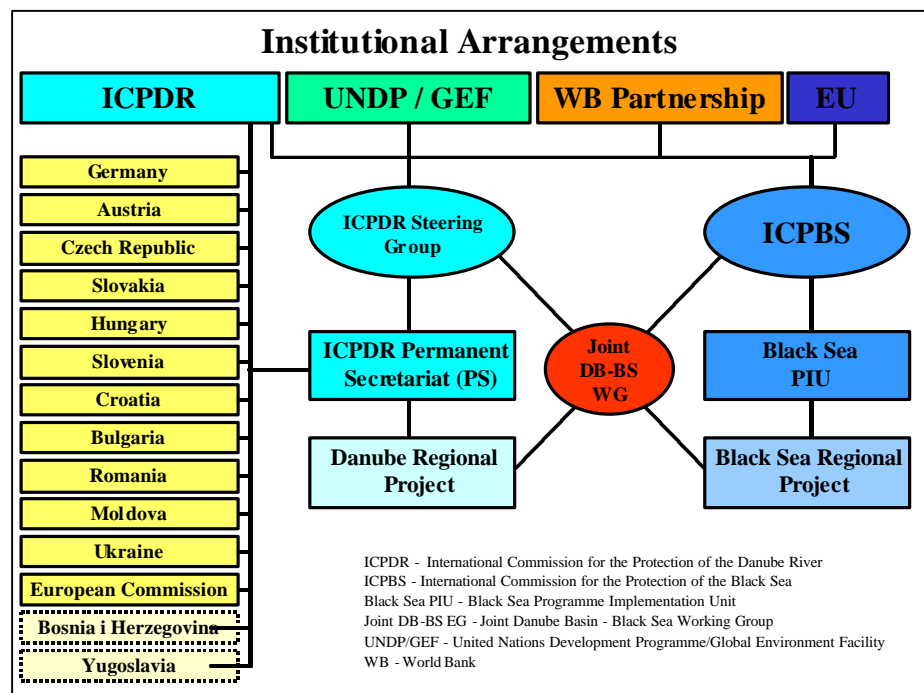 Institutional Arrangements
ICPDR
UNDP / GEF
WB Partnership
EU
Germany
Austria
Czech Republic
Slovakia
Hungary
Slovenia
Croatia
Bulgaria
Romania
Moldova
Ukraine
European Commission
Bosnia i Herzegovina
Yugoslavia
ICPDR Steering
Group
ICPBS
ICPDR Permanent
Secretariat (PS)
Joint
DB-BS
WG
Black Sea
PIU
Danube Regional
Project
Black Sea Regional
Project
ICPDR - International Commission for the Protection of the Danube River
ICPBS - International Commission for the Protection of the Black Sea
Black Sea PIU - Black Sea Programme Implementation Unit
Joint DB-BS EG - Joint Danube Basin - Black Sea Working Group
UNDP/GEF - United Nations Development Programme/Global Environment Facility
WB - World Bank